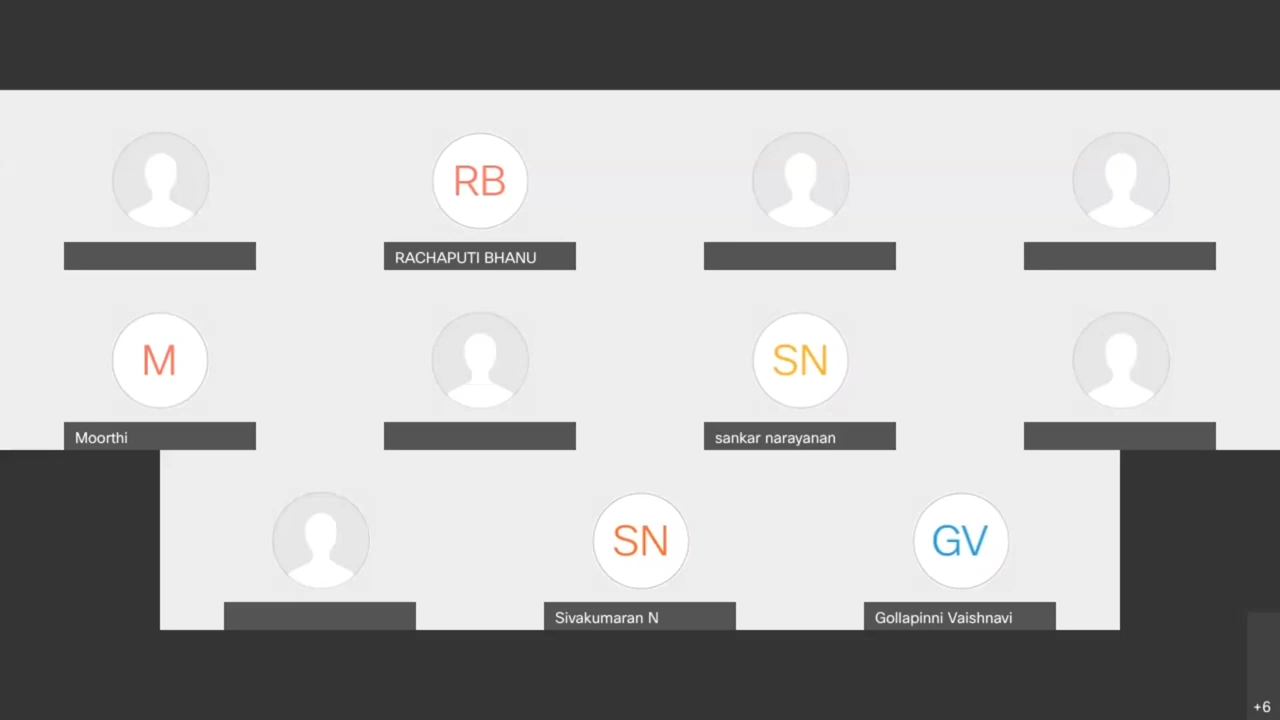 RB
RACHAPUTI BHANU
M
SN
Moorthi
sankar narayanan
SN
GV
Sivakumaran N
Gollapinni Vaishnavi
+6